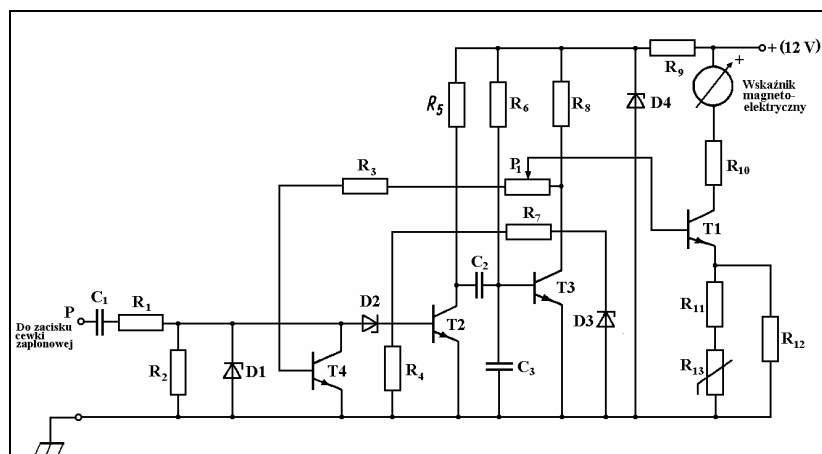 + (12 V)
R9
+
Wskaźnik
magneto-
elektryczny
R5
R6
R8
D4
R10
R3
P1
R7
T1
C2
T3
P
C1
R1
D2
T2
D3
R11
R12
Do zacisku
cewki
zapłonowej
R2
D1
T4
R4
C3
R13